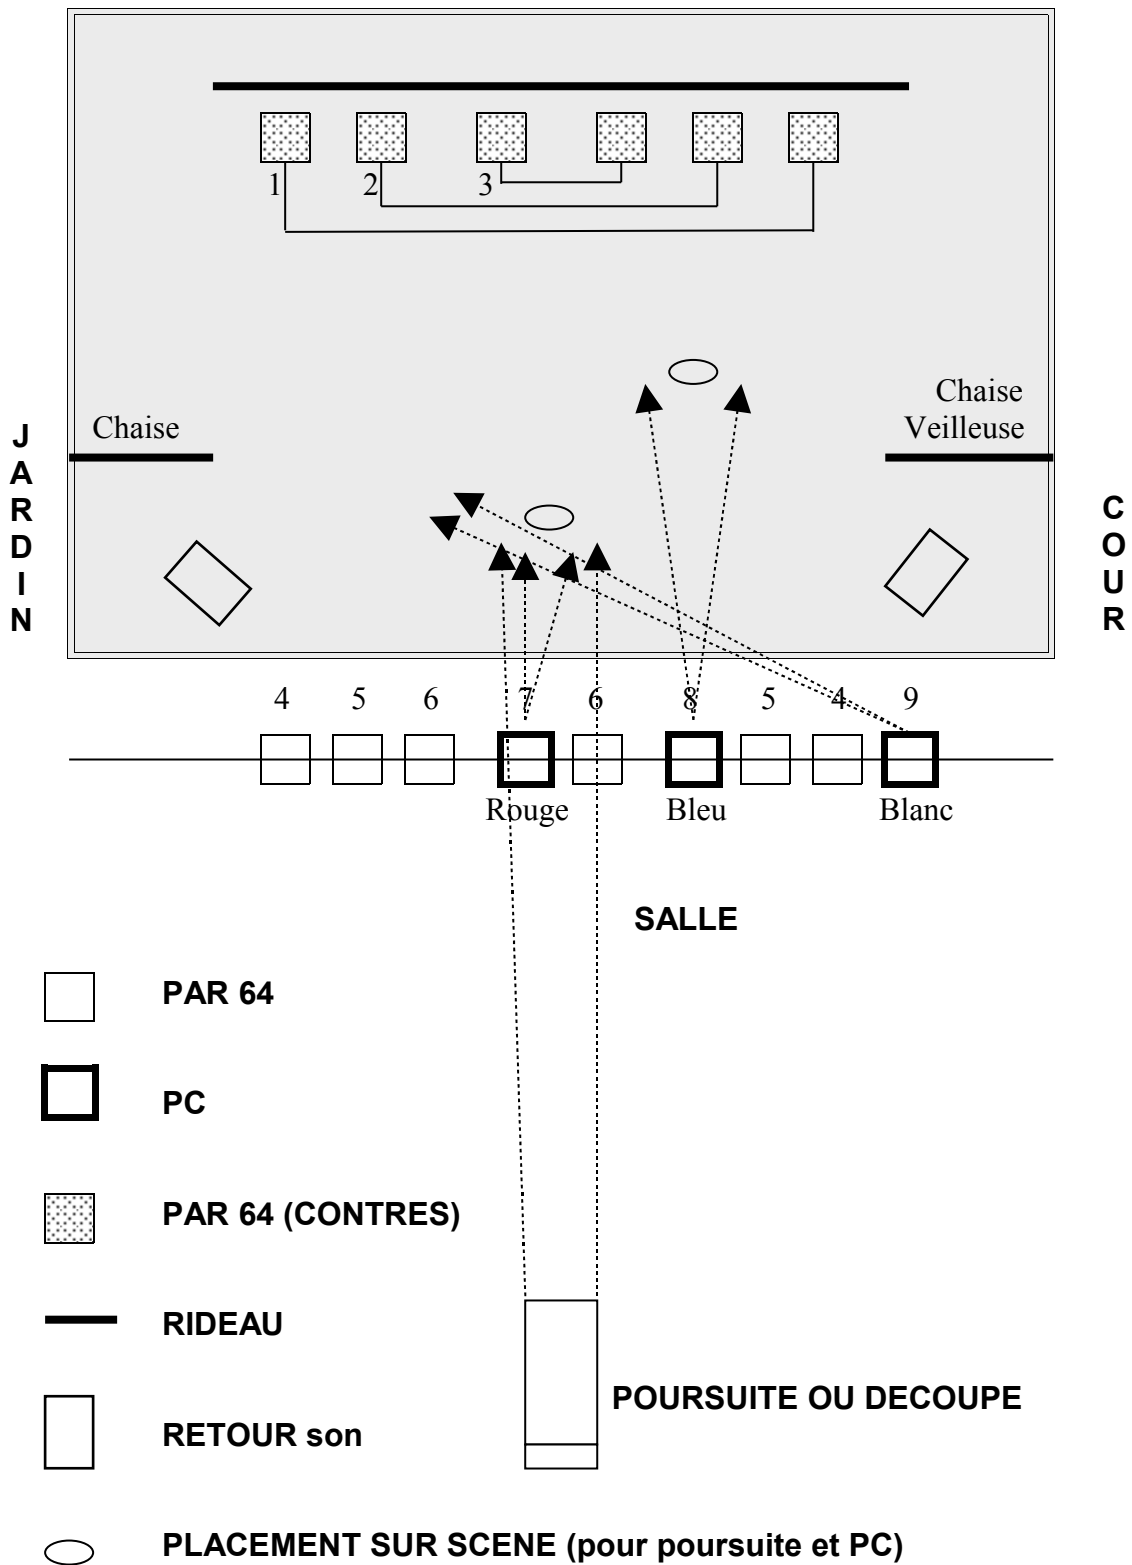 1
2
3
Chaise
Veilleuse
Chaise
JARDIN
COUR
4 5 6 7 6 8 5 4 9
Rouge Bleu Blanc
SALLE
PAR 64
PC
PAR 64 (CONTRES)
RIDEAU
POURSUITE OU DECOUPE
RETOUR son
PLACEMENT SUR SCENE (pour poursuite et PC)